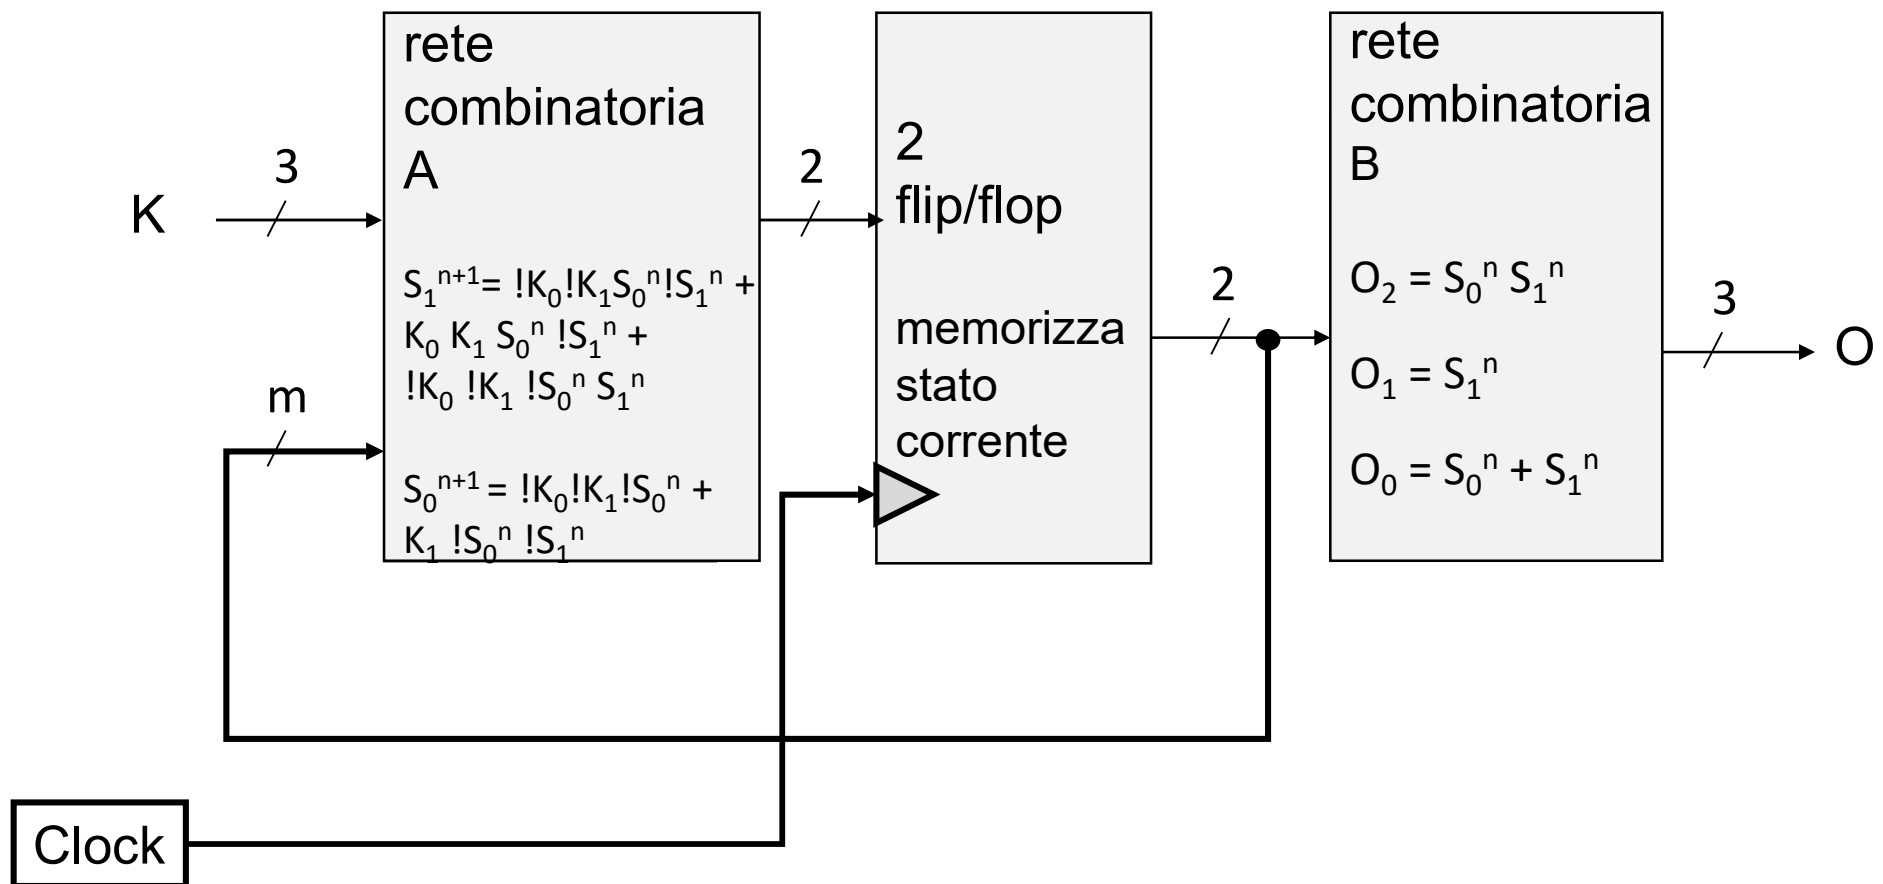 K
3
rete
combinatoria
A
S₁ⁿ⁺¹= !K₀!K₁S₀ⁿ!S₁ⁿ +
K₀ K₁ S₀ⁿ !S₁ⁿ +
!K₀ !K₁ !S₀ⁿ S₁ⁿ
S₀ⁿ⁺¹ = !K₀!K₁!S₀ⁿ +
K₁ !S₀ⁿ !S₁ⁿ
m
2
2
flip/flop
memorizza
stato
corrente
2
rete
combinatoria
B
O₂ = S₀ⁿ S₁ⁿ
O₁ = S₁ⁿ
O₀ = S₀ⁿ + S₁ⁿ
3
O
Clock